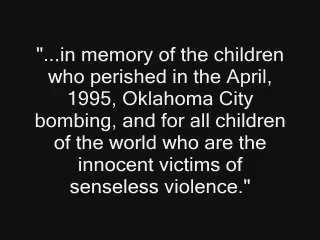 "...in memory of the children
who perished in the April,
1995, Oklahoma City
bombing, and for all children
of the world who are the
innocent victims of
senseless violence."